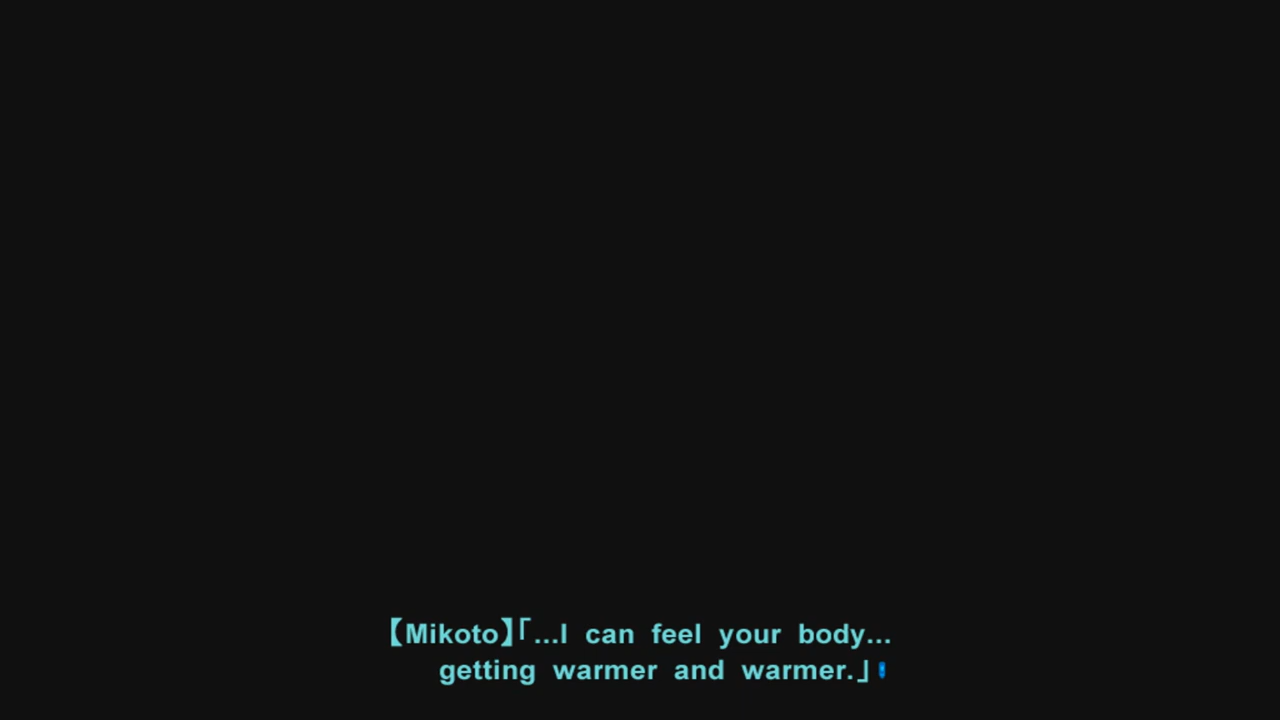 【Mikoto】「...I can feel your body...
getting warmer and warmer.」